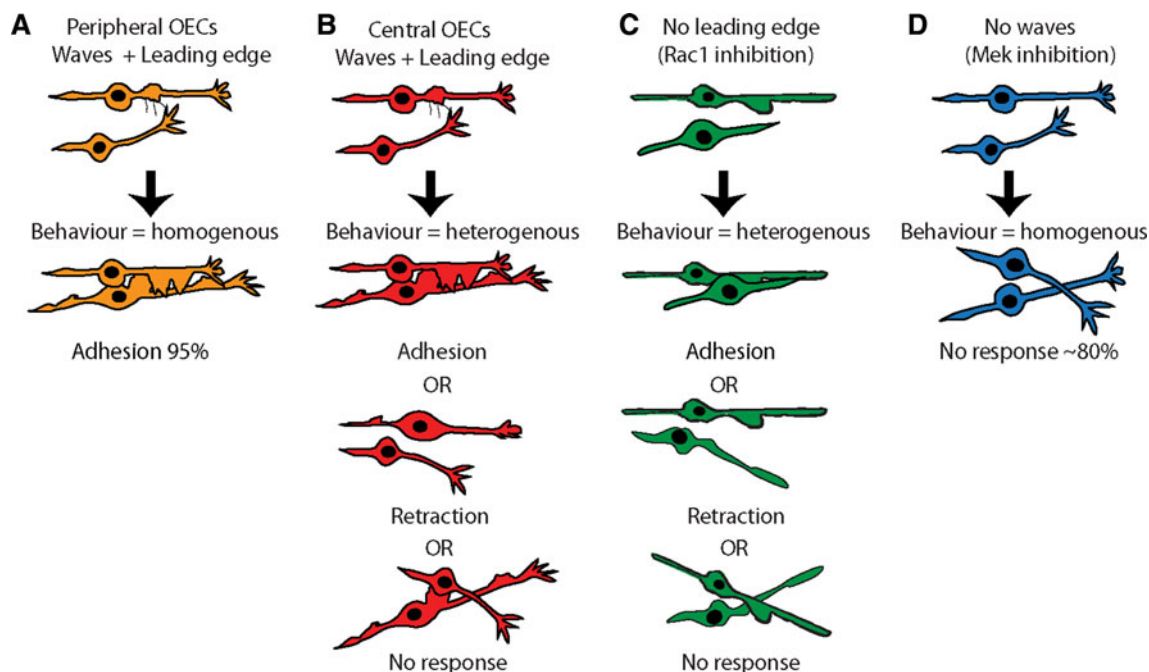 A
Peripheral OECs
Waves + Leading edge
Behaviour = homogenous
Adhesion 95%
B
Central OECs
Waves + Leading edge
Behaviour = heterogenous
Adhesion
OR
Retraction
OR
No response
C
No leading edge
(Rac1 inhibition)
Behaviour = heterogenous
Adhesion
OR
Retraction
OR
No response
D
No waves
(Mek inhibition)
Behaviour = homogenous
No response ~80%